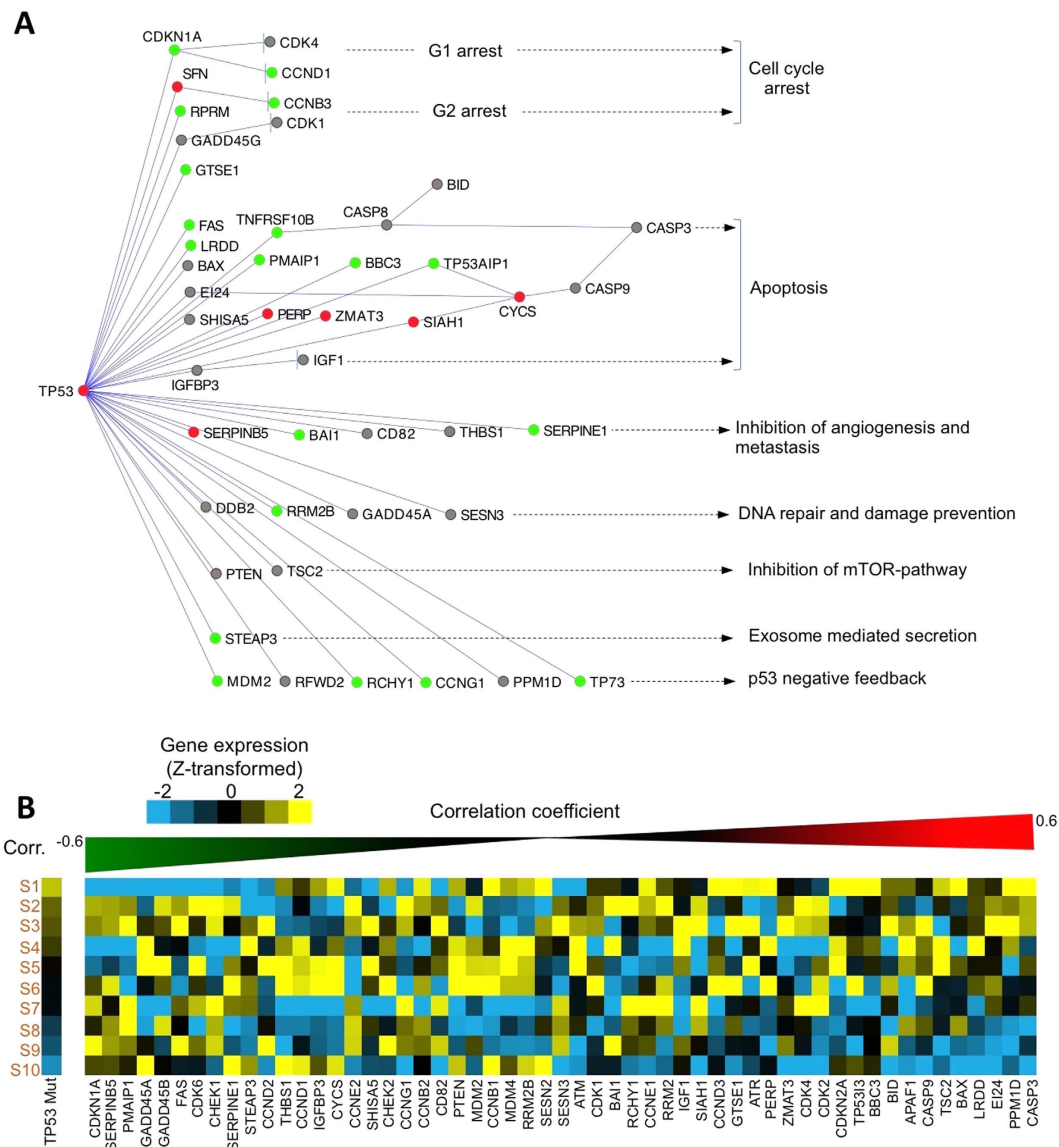 A
CDKN1A
CDK4
G1 arrest
CCND1
Cell cycle
arrest
SFN
CCNB3
RPRM
G2 arrest
CDK1
GADD45G
GTSE1
BID
CASP8
FAS
TNFRSF10B
CASP3
LRDD
BAX
PMAIP1
BBC3
TP53AIP1
EI24
CASP9
Apoptosis
CYCS
SHISA5
PERP
ZMAT3
SIAH1
IGF1
IGFBP3
TP53
SERPINB5
BAI1
CD82
THBS1
SERPINE1
Inhibition of angiogenesis and
metastasis
DDB2
RRM2B
GADD45A
SESN3
DNA repair and damage prevention
PTEN
TSC2
Inhibition of mTOR-pathway
STEAP3
Exosome mediated secretion
MDM2
RFWD2
RCHY1
CCNG1
PPM1D
TP73
p53 negative feedback
Gene expression
(Z-transformed)
-2 0 2
B
Correlation coefficient
Corr.
-0.6
0.6
S1
S2
S3
S4
S5
S6
S7
S8
S9
S10
TP53 Mut
CDKN1A
SERPINB5
PMAIP1
GADD45A
GADD45B
FAS
CDK6
CHEK1
SERPINE1
STEAP3
CCND2
THBS1
CCND1
IGFBP3
CYCS
CCNE2
SHISA5
CHEK2
CCNG1
CCNB2
CD82
PTEN
MDM2
MDM4
RRM2B
SESN2
SESN3
ATM
CDK1
BAI1
RCHY1
CCNE1
RRM2
IGF1
SIAH1
CCND3
GTSE1
ATR
PERP
ZMAT3
CDK4
CDK2
CDKN2A
TP53I3
BBC3
BID
APAF1
CASP9
TSC2
BAX
LRDD
EI24
PPM1D
CASP3